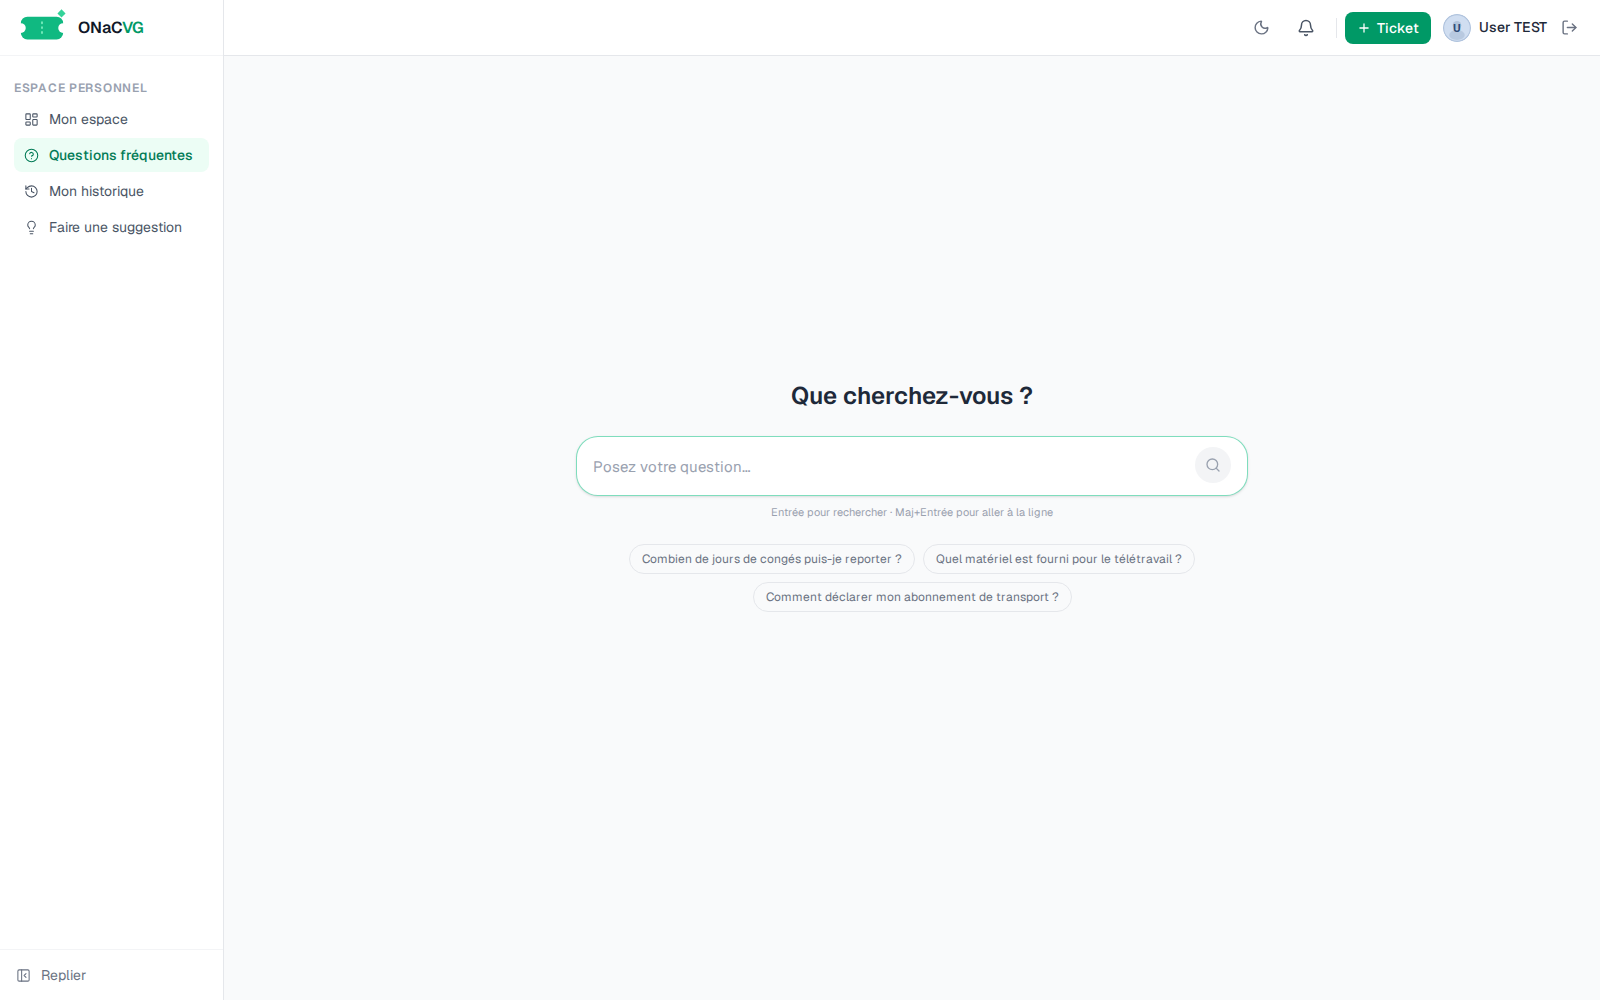 ONaCVG
Ticket
U
User TEST
ESPACE PERSONNEL
Mon espace
Questions fréquentes
Mon historique
Faire une suggestion
Que cherchez-vous ?
Posez votre question...
Entrée pour rechercher · Maj+Entrée pour aller à la ligne
Combien de jours de congés puis-je reporter ?
Quel matériel est fourni pour le télétravail ?
Comment déclarer mon abonnement de transport ?
Replier